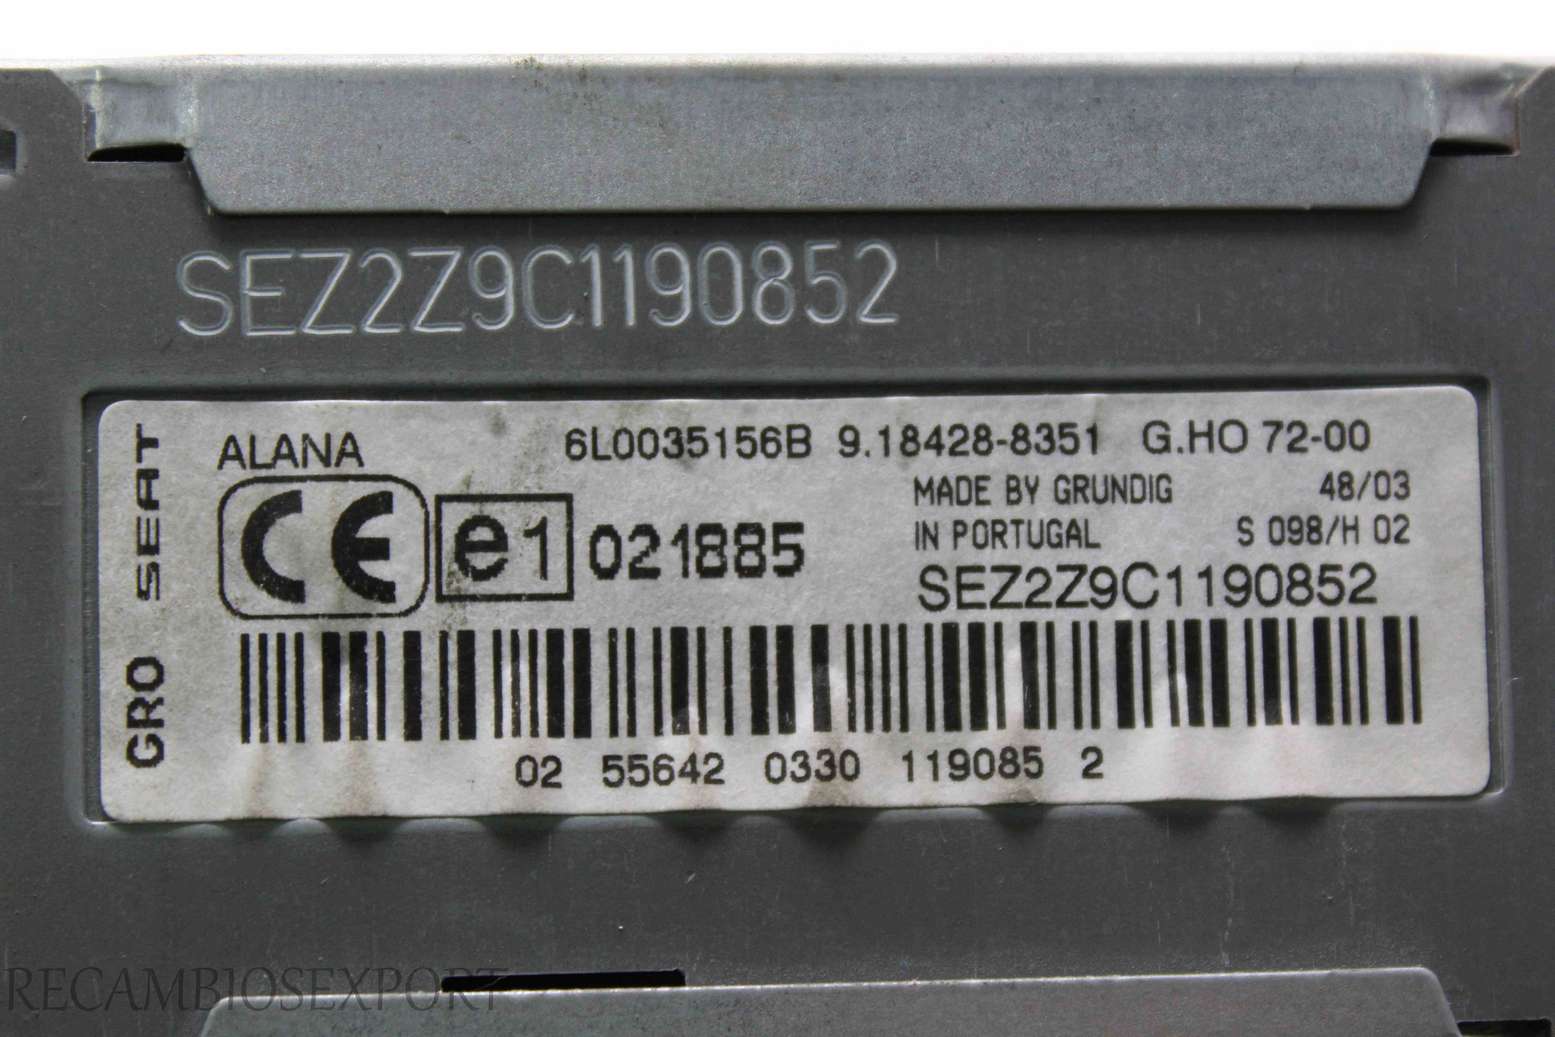 SEZ2Z9C1190852
GRO SEAT
ALANA 6L0035156B 9.18428-8351 G.HO 72-00
CE e1 021885
MADE BY GRUNDIG 48/03
IN PORTUGAL S 098/H 02
SEZ2Z9C1190852
02 55642 0330 119085 2
RECAMBIOSEXPORT